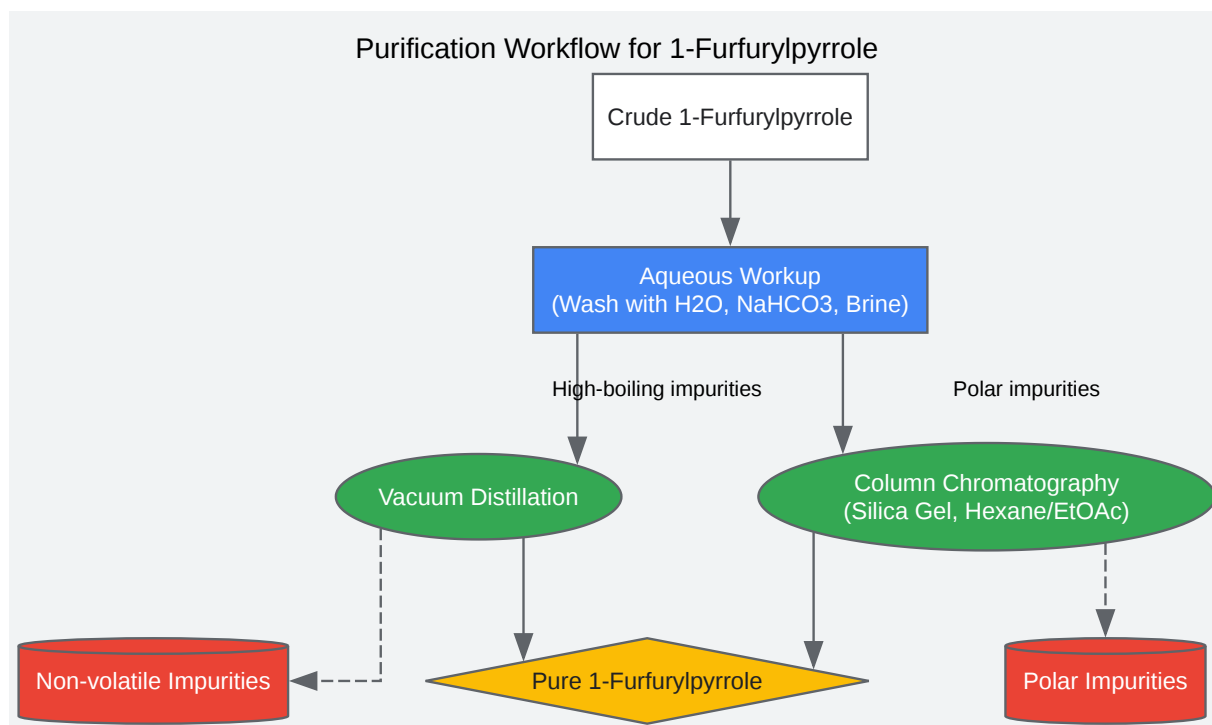 Purification Workflow for 1-Furfurylpyrrole
Crude 1-Furfurylpyrrole
Aqueous Workup
(Wash with H2O, NaHCO3, Brine)
High-boiling impurities
Polar impurities
Vacuum Distillation
Column Chromatography
(Silica Gel, Hexane/EtOAc)
Non-volatile Impurities
Pure 1-Furfurylpyrrole
Polar Impurities